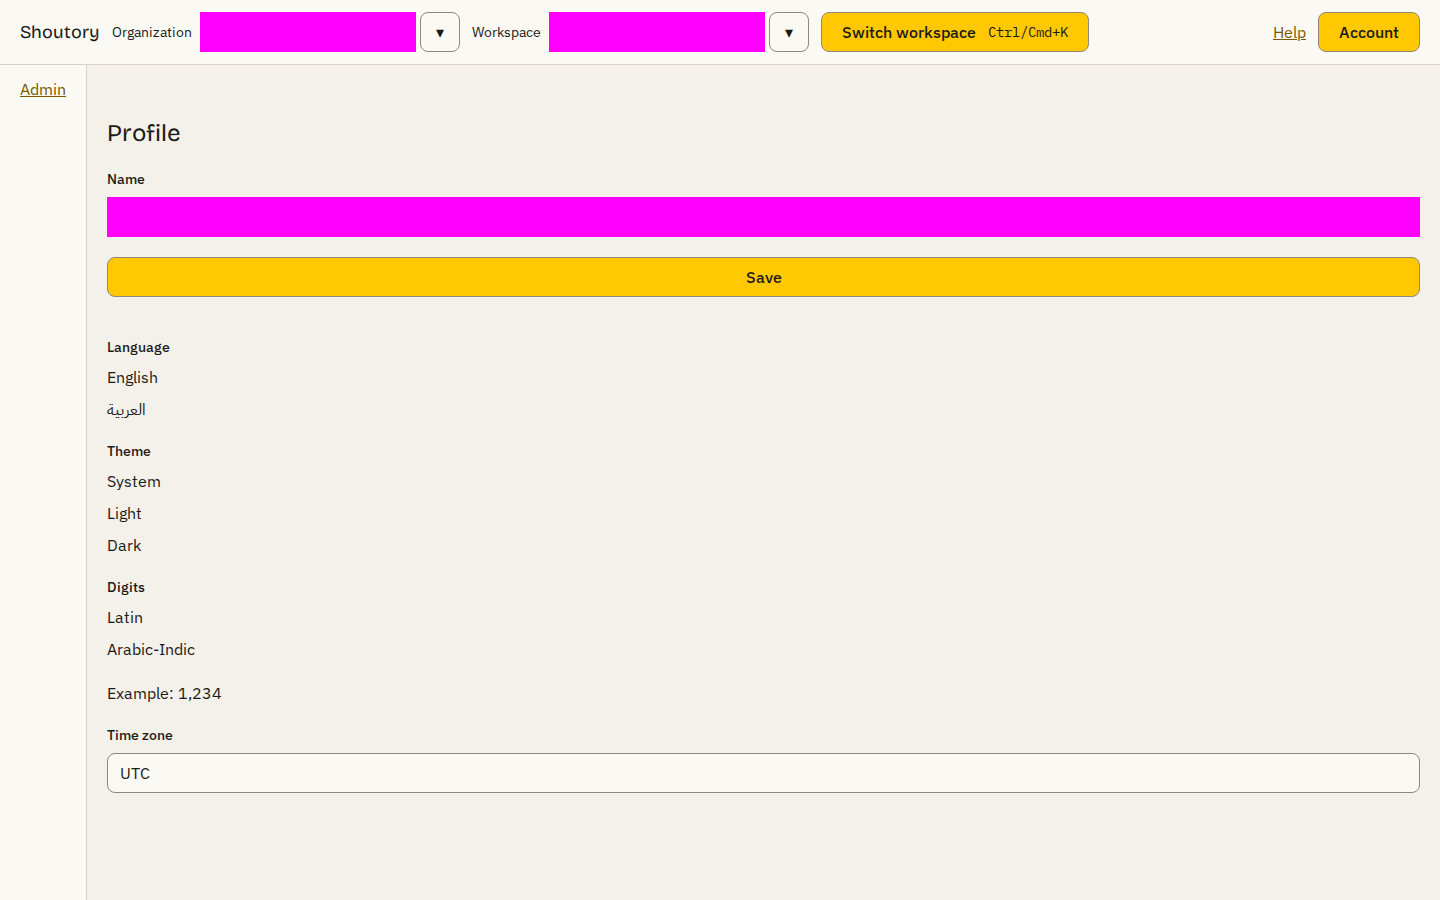 Shoutory Organization ▼ Workspace ▼ Switch workspace Ctrl/Cmd+K Help Account
Admin
Profile
Name
Save
Language
English
العربية
Theme
System
Light
Dark
Digits
Latin
Arabic-Indic
Example: 1,234
Time zone
UTC